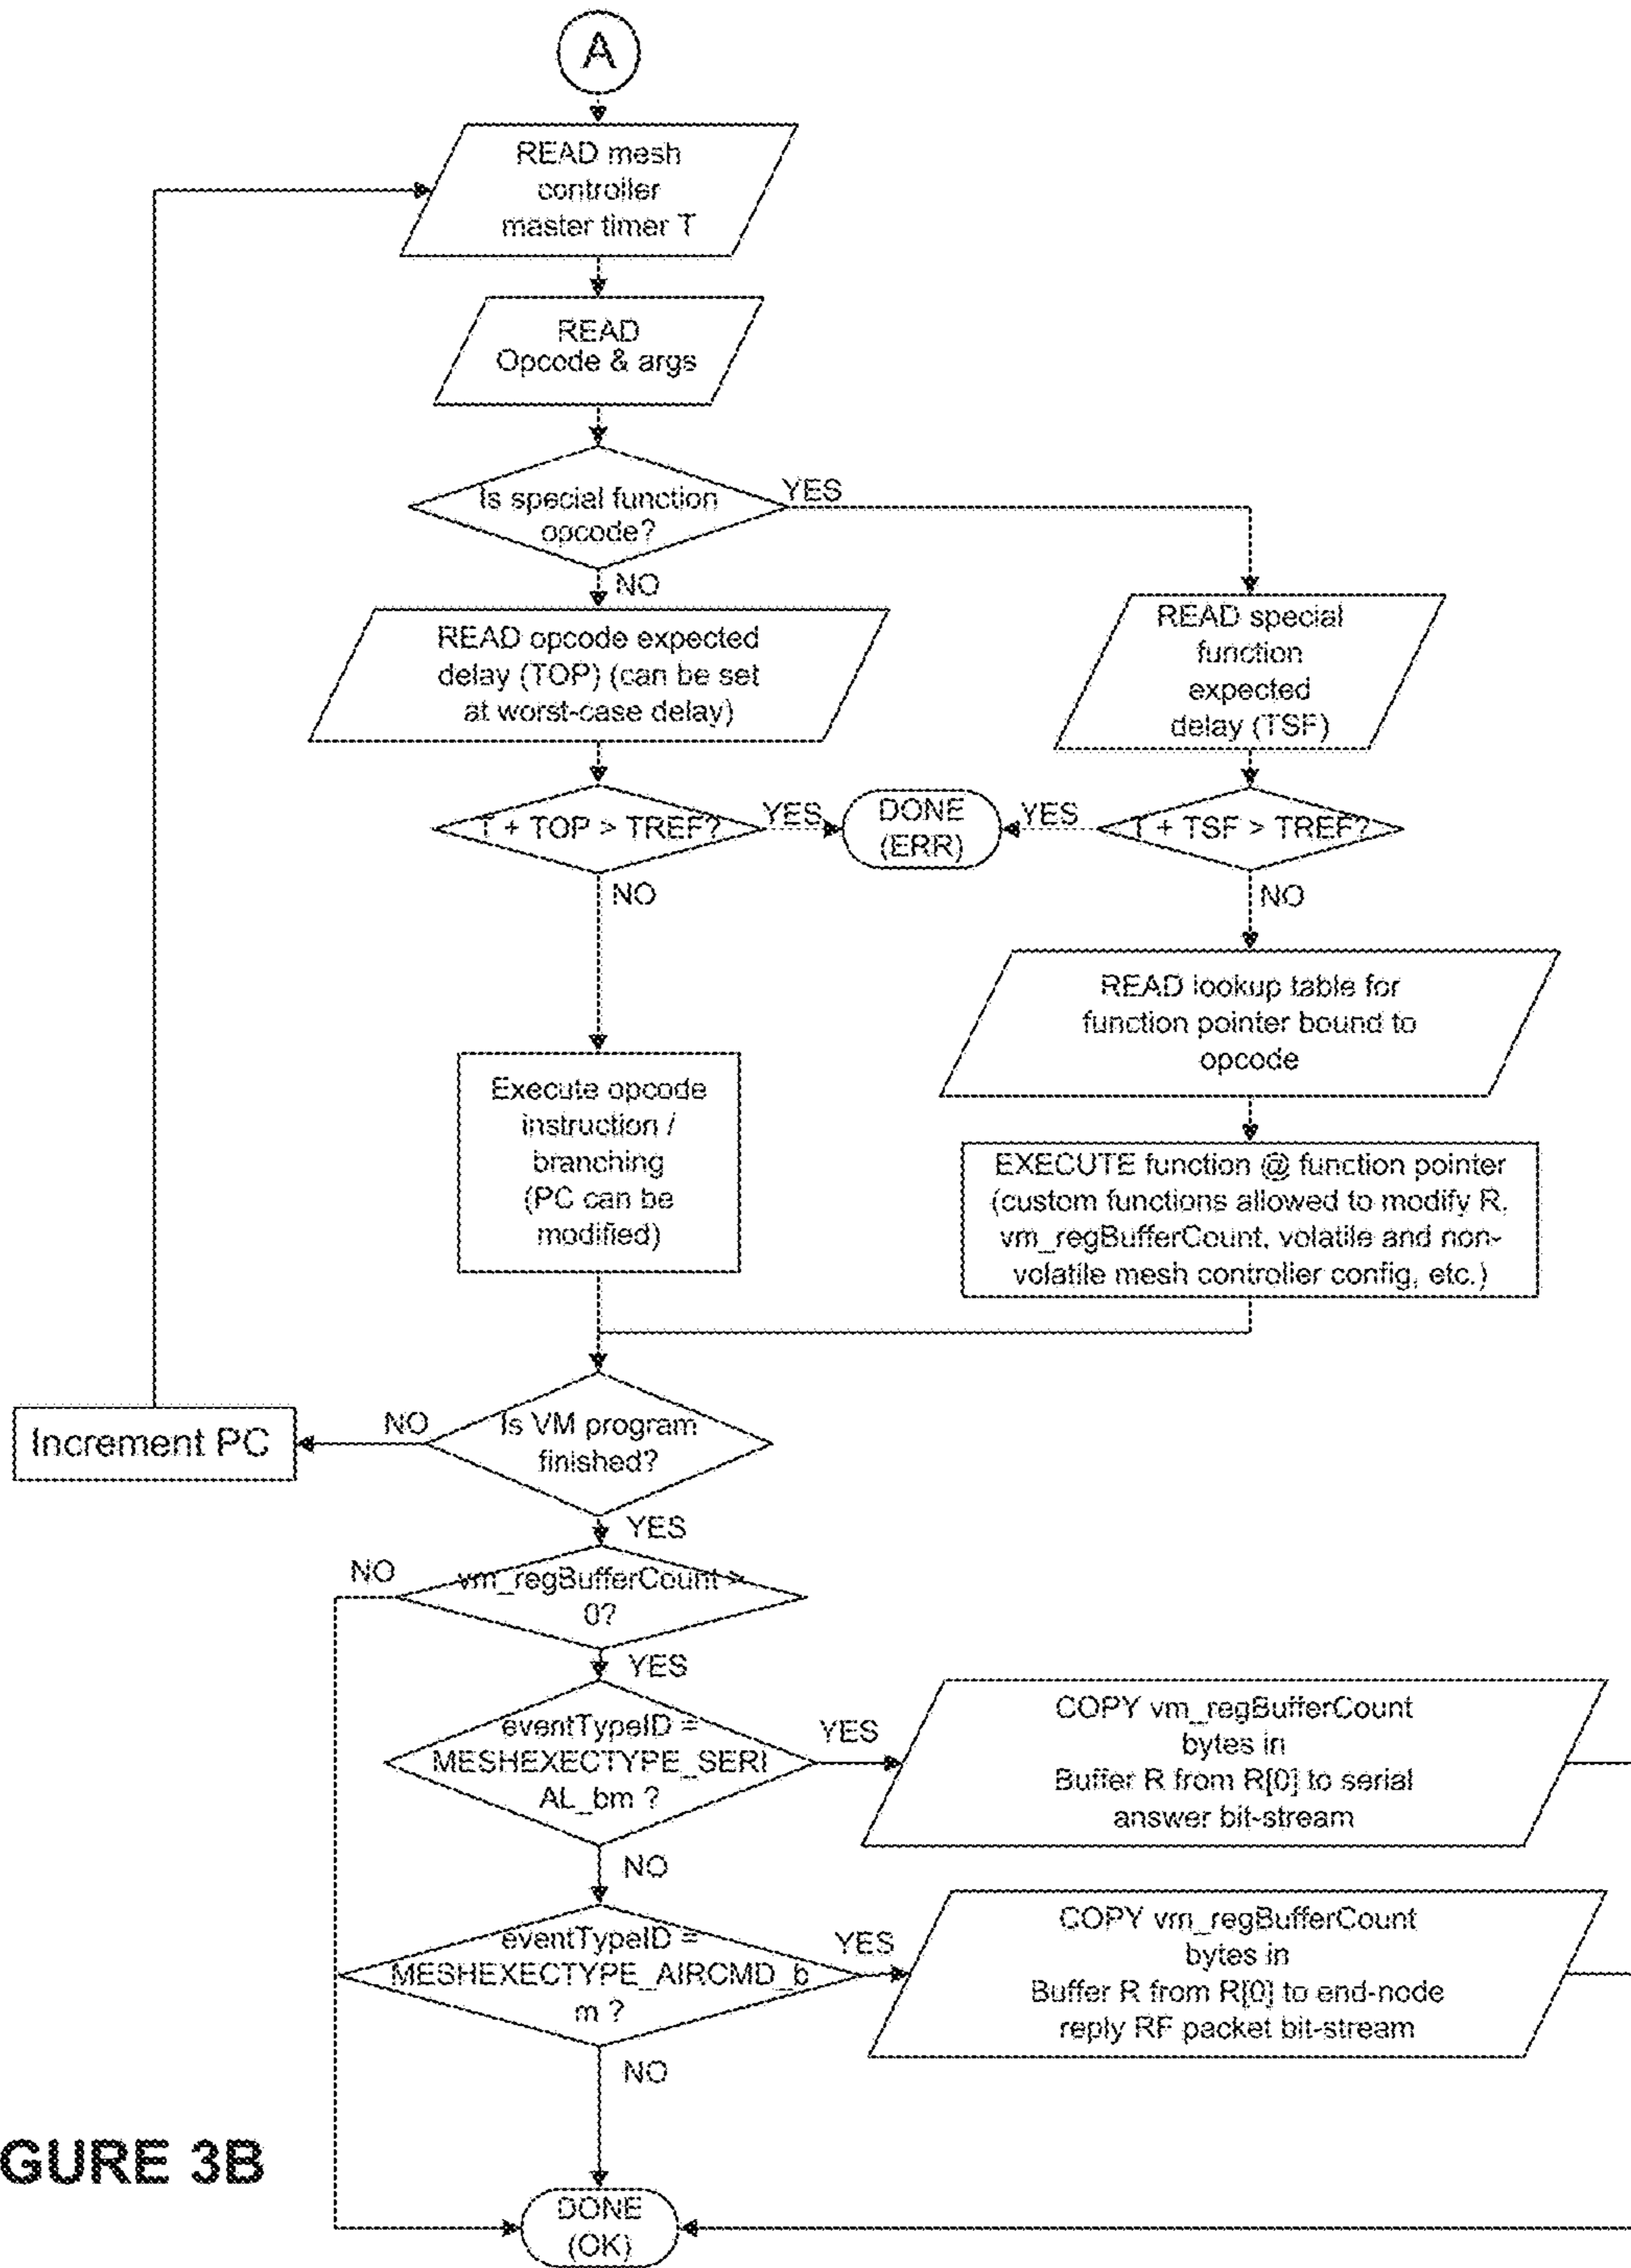 A
READ mesh
controller
master timer T
READ
Opcode & args
Is special function
opcode?
YES
NO
READ opcode expected
delay (TOP) (can be set
at worst-case delay)
READ special
function
expected
delay (TSF)
T + TOP > TREF?
YES
DONE
(ERR)
YES
T + TSF > TREF?
NO
NO
READ lookup table for
function pointer bound to
opcode
Execute opcode
instruction /
branching
(PC can be
modified)
EXECUTE function @ function pointer
(custom functions allowed to modify R,
vm_regBufferCount, volatile and non-
volatile mesh controller config, etc.)
Increment PC
NO
Is VM program
finished?
YES
NO
vm_regBufferCount >
0?
YES
eventTypeID =
MESHEXECTYPE_SERI
AL_bm ?
YES
COPY vm_regBufferCount
bytes in
Buffer R from R[0] to serial
answer bit-stream
NO
eventTypeID =
MESHEXECTYPE_AIRCMD_b
m ?
YES
COPY vm_regBufferCount
bytes in
Buffer R from R[0] to end-node
reply RF packet bit-stream
NO
GURE 3B
DONE
(OK)